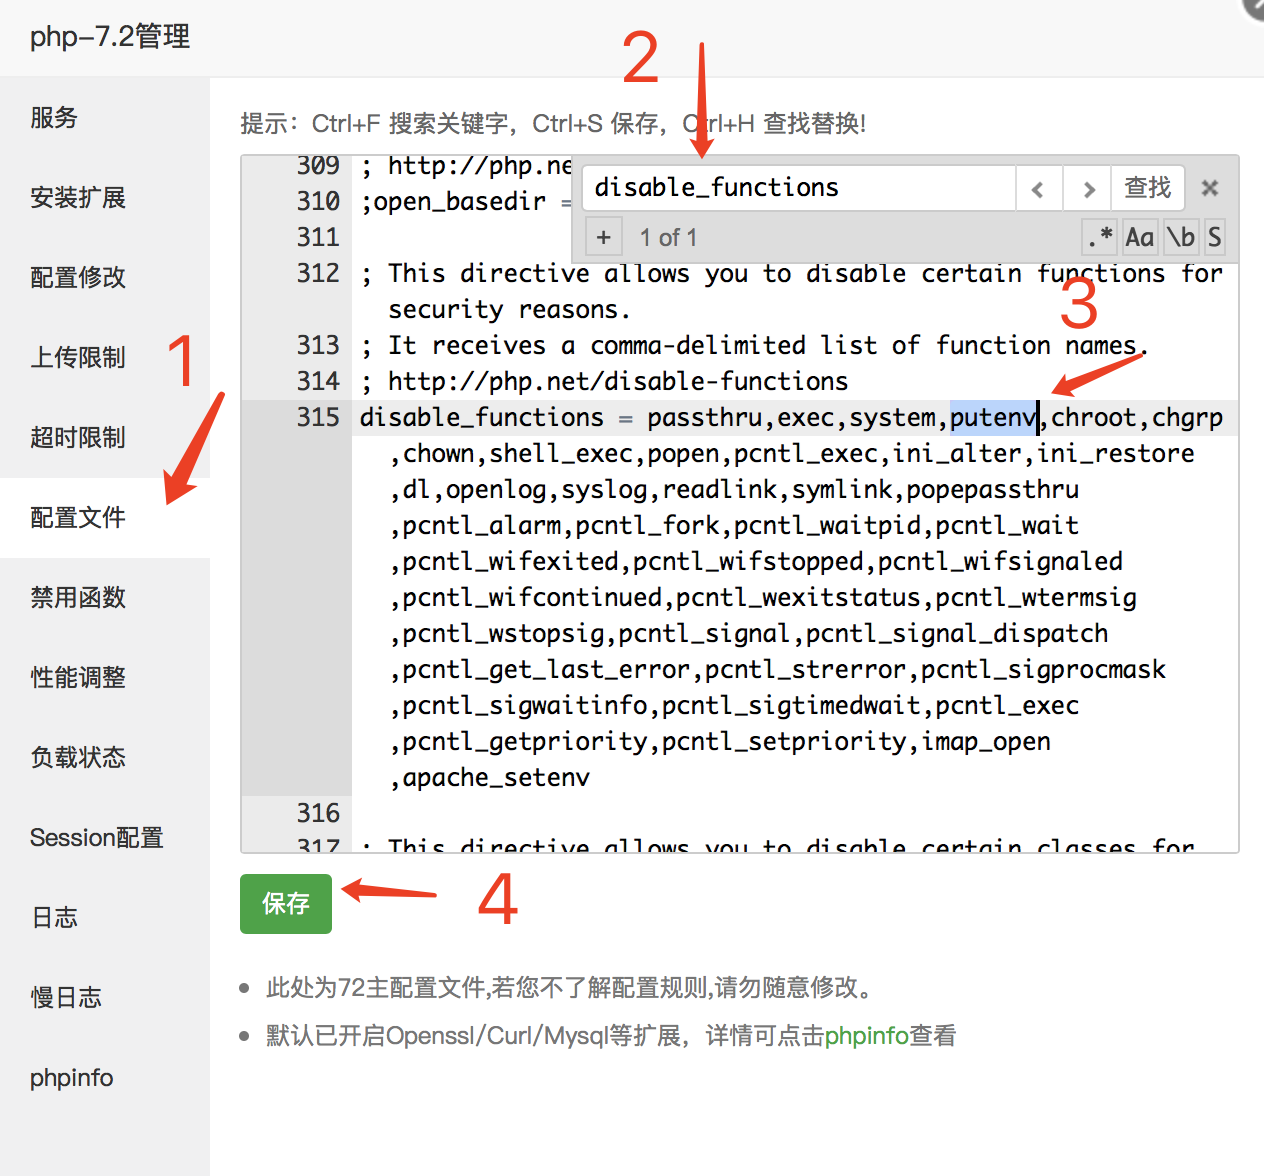 php-7.2管理
服务
安装扩展
配置修改
上传限制
超时限制
配置文件
禁用函数
性能调整
负载状态
Session配置
日志
慢日志
phpinfo
1
2
3
4
提示：Ctrl+F 搜索关键字，Ctrl+S 保存，Ctrl+H 查找替换!
disable_functions
查找
+ 1 of 1 .* Aa \b S
309 ; http://php.ne
310 ;open_basedir =
311
312 ; This directive allows you to disable certain functions for
security reasons.
313 ; It receives a comma-delimited list of function names.
314 ; http://php.net/disable-functions
315 disable_functions = passthru,exec,system,putenv,chroot,chgrp
,chown,shell_exec,popen,pcntl_exec,ini_alter,ini_restore
,dl,openlog,syslog,readlink,symlink,popepassthru
,pcntl_alarm,pcntl_fork,pcntl_waitpid,pcntl_wait
,pcntl_wifexited,pcntl_wifstopped,pcntl_wifsignaled
,pcntl_wifcontinued,pcntl_wexitstatus,pcntl_wtermsig
,pcntl_wstopsig,pcntl_signal,pcntl_signal_dispatch
,pcntl_get_last_error,pcntl_strerror,pcntl_sigprocmask
,pcntl_sigwaitinfo,pcntl_sigtimedwait,pcntl_exec
,pcntl_getpriority,pcntl_setpriority,imap_open
,apache_setenv
316
317 ; This directive allows you to disable certain classes for
保存
此处为72主配置文件,若您不了解配置规则,请勿随意修改。
默认已开启Openssl/Curl/Mysql等扩展，详情可点击phpinfo查看